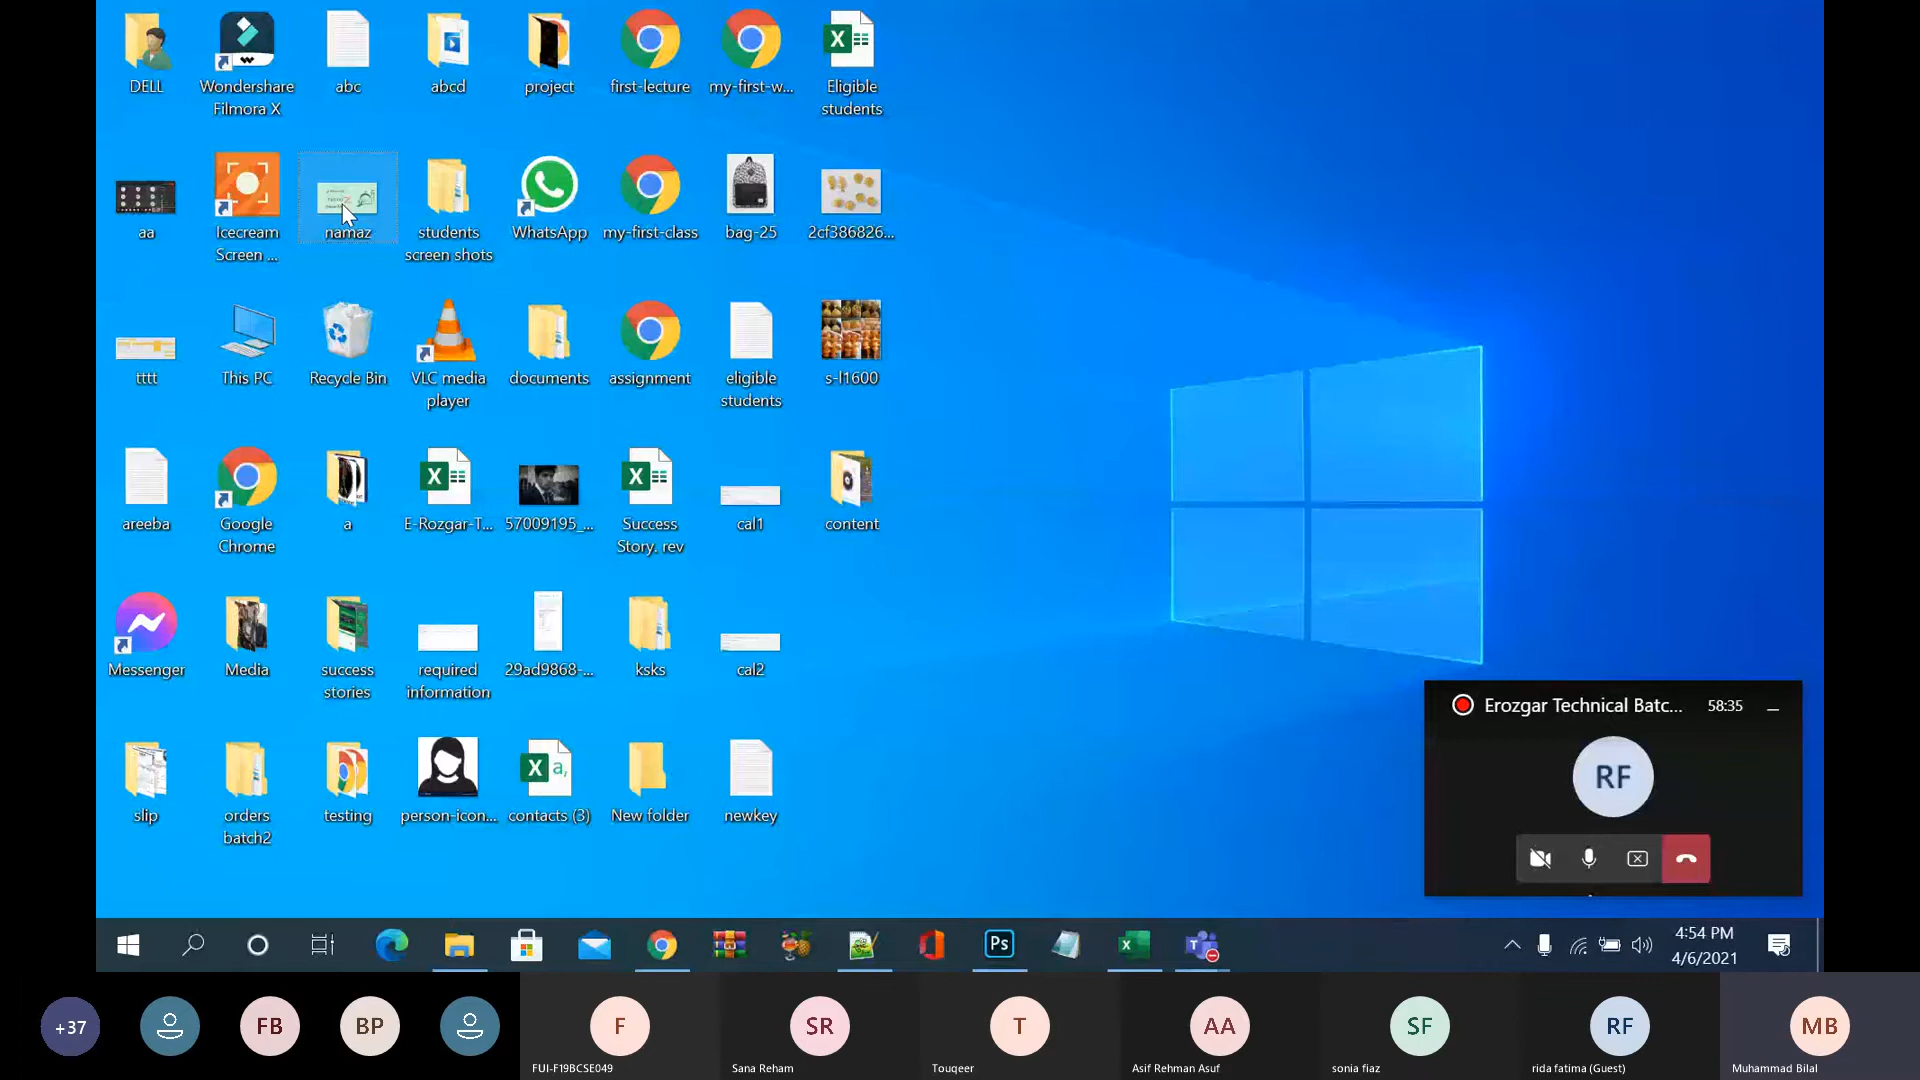 DELL
Wondershare
Filmora X
abc
abcd
project
first-lecture
my-first-w...
Eligible
students
aa
Icecream
Screen ...
namaz
students
screen shots
WhatsApp
my-first-class
bag-25
2cf386826...
tttt
This PC
Recycle Bin
VLC media
player
documents
assignment
eligible
students
s-l1600
areeba
Google
Chrome
a
E-Rozgar-T...
57009195_...
Success
Story. rev
cal1
content
Messenger
Media
success
stories
required
information
29ad9868-...
ksks
cal2
slip
orders
batch2
testing
person-icon...
contacts (3)
New folder
newkey
Erozgar Technical Batc...
58:35
RF
Ps
4:54 PM
4/6/2021
+37
FB
BP
F
FUI-F19BCSE049
SR
Sana Reham
T
Touqeer
AA
Asif Rehman Asuf
SF
sonia fiaz
RF
rida fatima (Guest)
MB
Muhammad Bilal